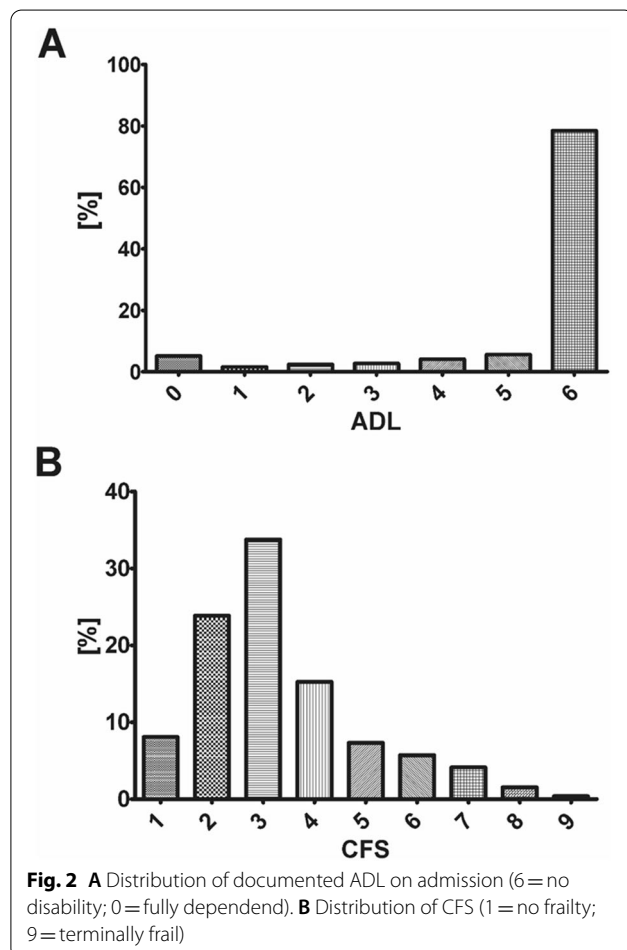 A
100
80
60
40
20
0
[%]
0 1 2 3 4 5 6
ADL
B
40
30
20
10
0
[%]
1 2 3 4 5 6 7 8 9
CFS
Fig. 2 A Distribution of documented ADL on admission (6 = no
disability; 0 = fully dependend). B Distribution of CFS (1 = no frailty;
9 = terminally frail)